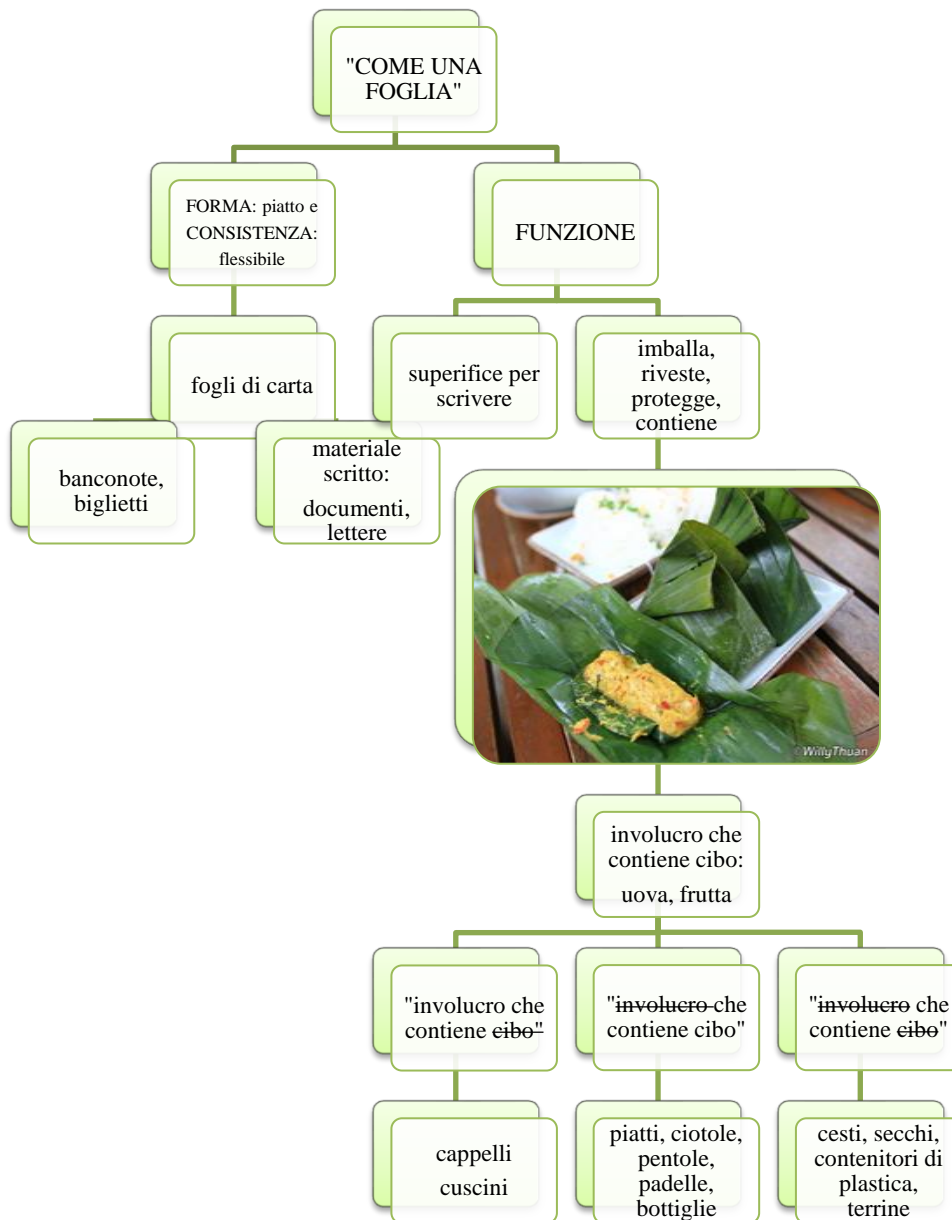 "COME UNA
FOGLIA"
FORMA: piatto e
CONSISTENZA:
flessibile
FUNZIONE
fogli di carta
superifice per
scrivere
imballa,
riveste,
protegge,
contiene
banconote,
biglietti
materiale
scritto:
documenti,
lettere
©WillyThuan
involucro che
contiene cibo:
uova, frutta
"involucro che
contiene cibo"
"involucro che
contiene cibo"
"involucro che
contiene cibo"
cappelli
cuscini
piatti, ciotole,
pentole,
padelle,
bottiglie
cesti, secchi,
contenitori di
plastica,
terrine